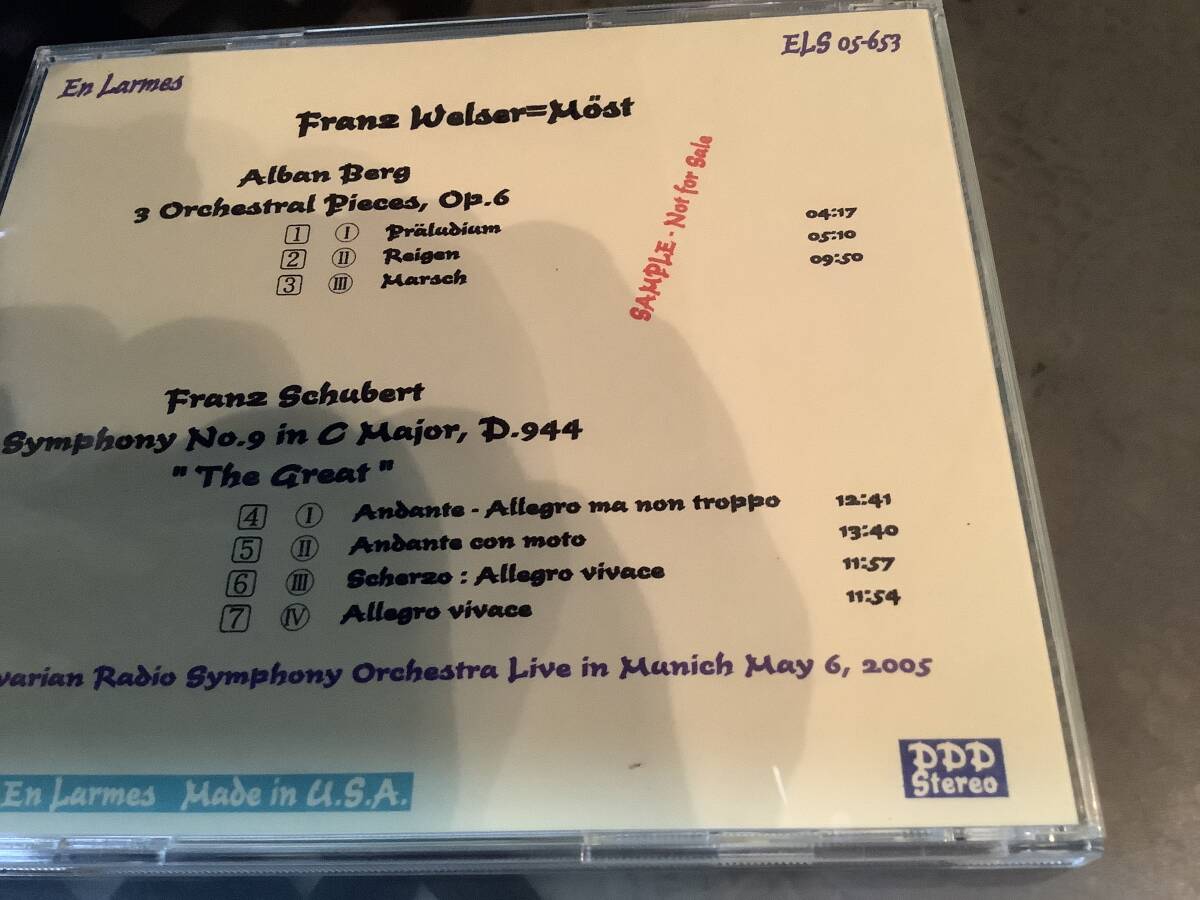 En Larmes
ELS 05-653
Franz Welser=Möst
SAMPLE - Not for Sale
Alban Berg
3 Orchestral Pieces, Op.6
1 Ⅰ Präludium 04:17
2 Ⅱ Reigen 05:10
3 Ⅲ Marsch 09:50
Franz Schubert
Symphony No.9 in C Major, D.944
" The Great "
4 Ⅰ Andante - Allegro ma non troppo 12:41
5 Ⅱ Andante con moto 13:40
6 Ⅲ Scherzo : Allegro vivace 11:57
7 Ⅳ Allegro vivace 11:54
varian Radio Symphony Orchestra Live in Munich May 6, 2005
En Larmes Made in U.S.A.
DDD
Stereo